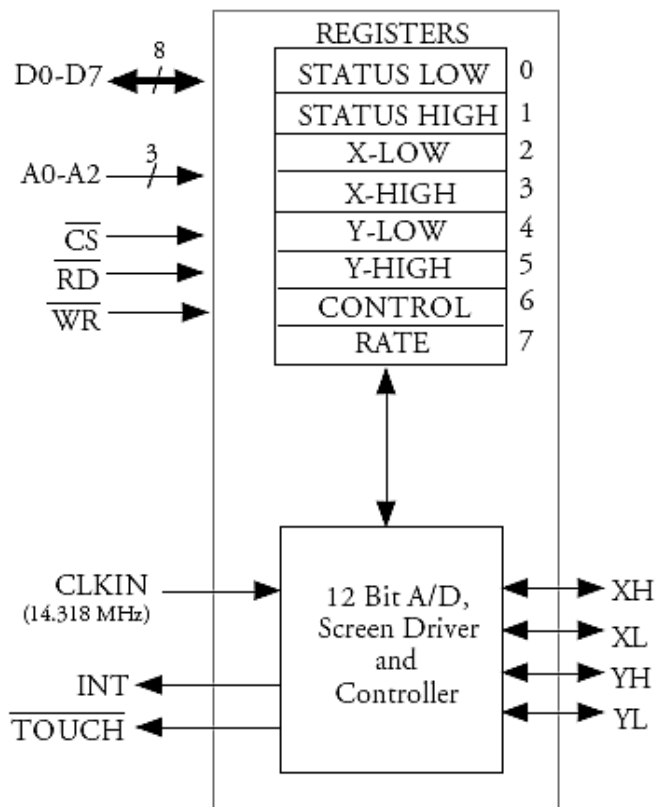 REGISTERS
STATUS LOW 0
STATUS HIGH 1
X-LOW 2
X-HIGH 3
Y-LOW 4
Y-HIGH 5
CONTROL 6
RATE 7
8
D0-D7
3
A0-A2
CS
RD
WR
CLKIN
(14.318 MHz)
INT
TOUCH
12 Bit A/D,
Screen Driver
and
Controller
XH
XL
YH
YL